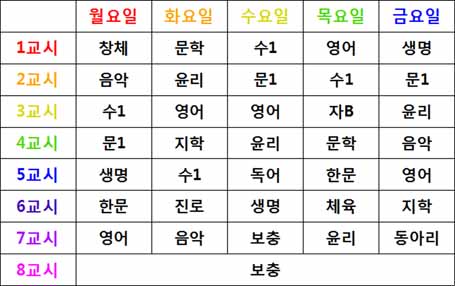 월요일 화요일 수요일 목요일 금요일
1교시 창체 문학 수1 영어 생명
2교시 음악 윤리 문1 수1 문1
3교시 수1 영어 영어 자B 윤리
4교시 문1 지학 윤리 문학 음악
5교시 생명 수1 독어 한문 영어
6교시 한문 진로 생명 체육 지학
7교시 영어 음악 보충 윤리 동아리
8교시 보충